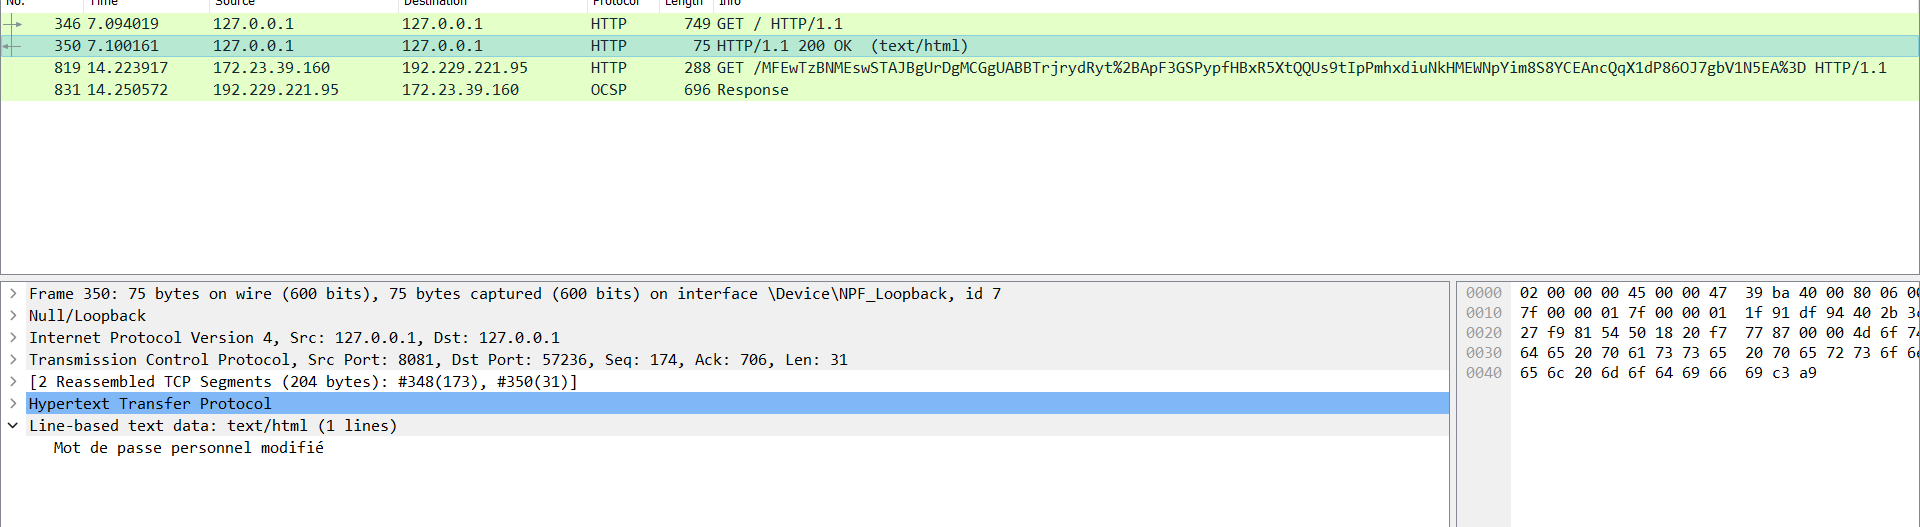 No. Time Source Destination Protocol Length Info
346 7.094019 127.0.0.1 127.0.0.1 HTTP 749 GET / HTTP/1.1
350 7.100161 127.0.0.1 127.0.0.1 HTTP 75 HTTP/1.1 200 OK (text/html)
819 14.223917 172.23.39.160 192.229.221.95 HTTP 288 GET /MFEwTzBNMEswSTAJBgUrDgMCGgUABBTrjrydRyt%2BApF3GSPypfHBxR5XtQQUs9tIpPmhxdiuNkHMEWNpYim8S8YCEAncQqX1dP86OJ7gbV1N5EA%3D HTTP/1.1
831 14.250572 192.229.221.95 172.23.39.160 OCSP 696 Response
Frame 350: 75 bytes on wire (600 bits), 75 bytes captured (600 bits) on interface \Device\NPF_Loopback, id 7
Null/Loopback
Internet Protocol Version 4, Src: 127.0.0.1, Dst: 127.0.0.1
Transmission Control Protocol, Src Port: 8081, Dst Port: 57236, Seq: 174, Ack: 706, Len: 31
[2 Reassembled TCP Segments (204 bytes): #348(173), #350(31)]
Hypertext Transfer Protocol
Line-based text data: text/html (1 lines)
Mot de passe personnel modifié
0000 02 00 00 00 45 00 00 47 39 ba 40 00 80 06 00
0010 7f 00 00 01 7f 00 00 01 1f 91 df 94 40 2b
0020 27 f9 81 54 50 18 20 f7 77 87 00 00 4d 6f 74
0030 64 65 20 70 61 73 73 65 20 70 65 72 73 6f 6e
0040 65 6c 20 6d 6f 64 69 66 69 c3 a9